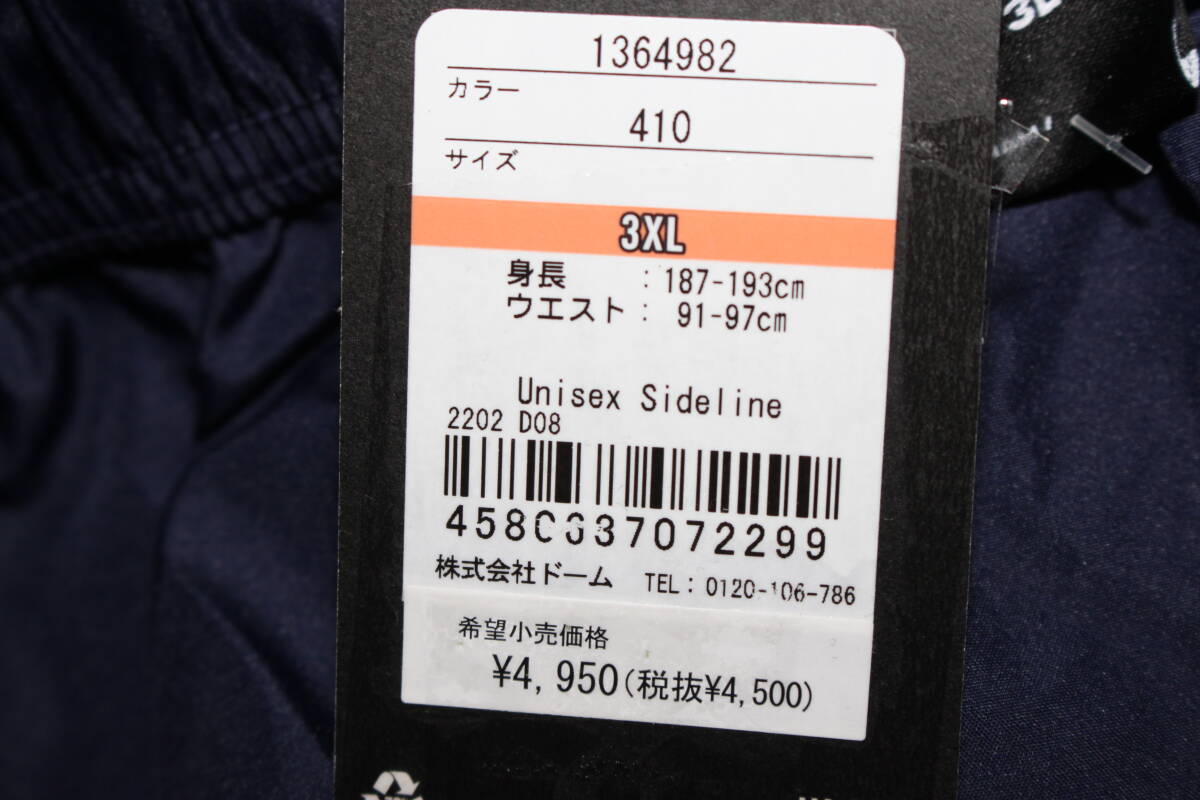 1364982
カラー
410
サイズ
3XL
身長 : 187-193cm
ウエスト : 91-97cm
Unisex Sideline
2202 D08
株式会社ドーム TEL: 0120-106-786
希望小売価格
¥4,950(税抜¥4,500)